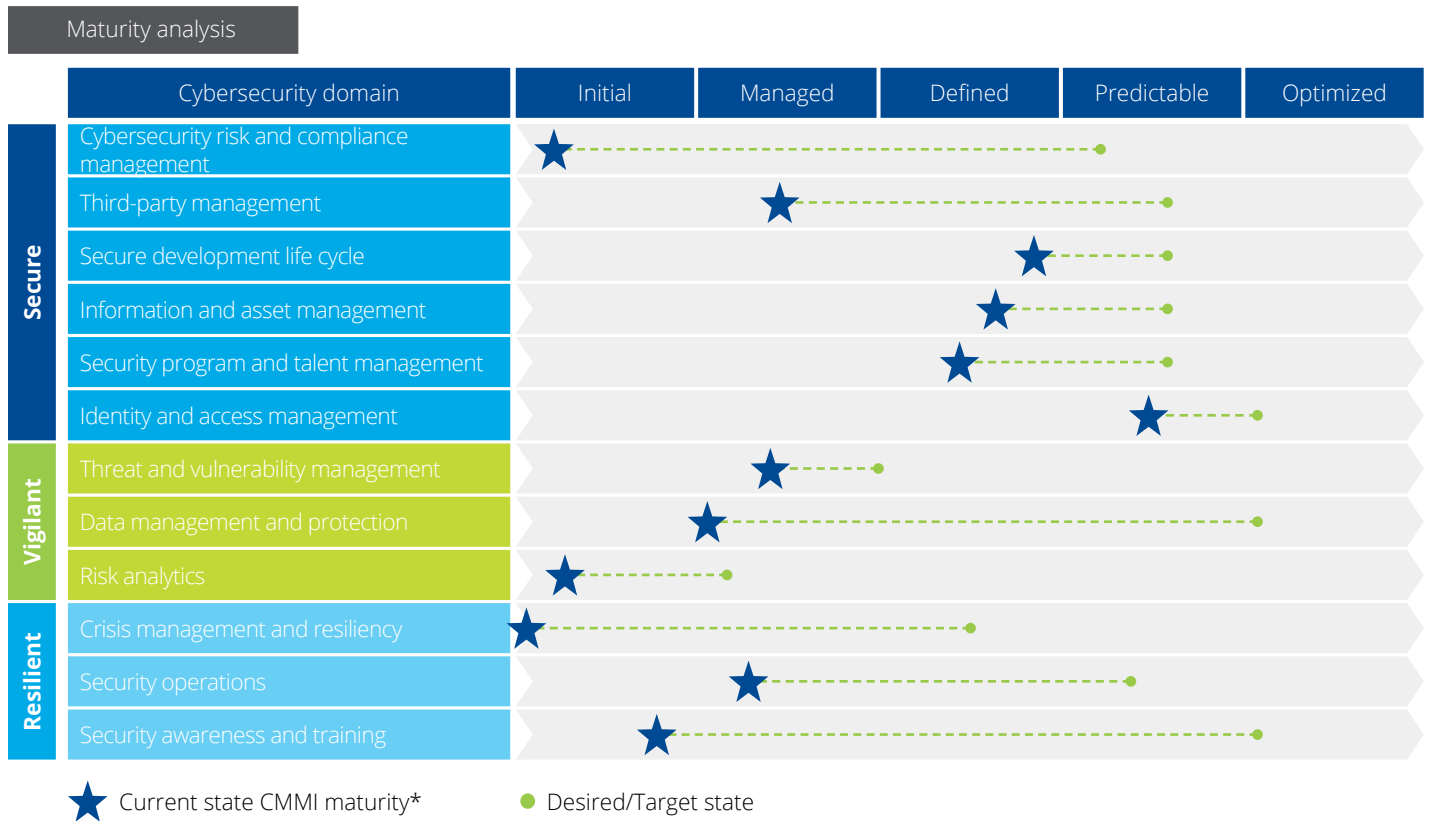 Maturity analysis
Cybersecurity domain
Initial
Managed
Defined
Predictable
Optimized
Secure
Cybersecurity risk and compliance
management
Third-party management
Secure development life cycle
Information and asset management
Security program and talent management
Identity and access management
Vigilant
Threat and vulnerability management
Data management and protection
Risk analytics
Resilient
Crisis management and resiliency
Security operations
Security awareness and training
Current state CMMI maturity*
Desired/Target state